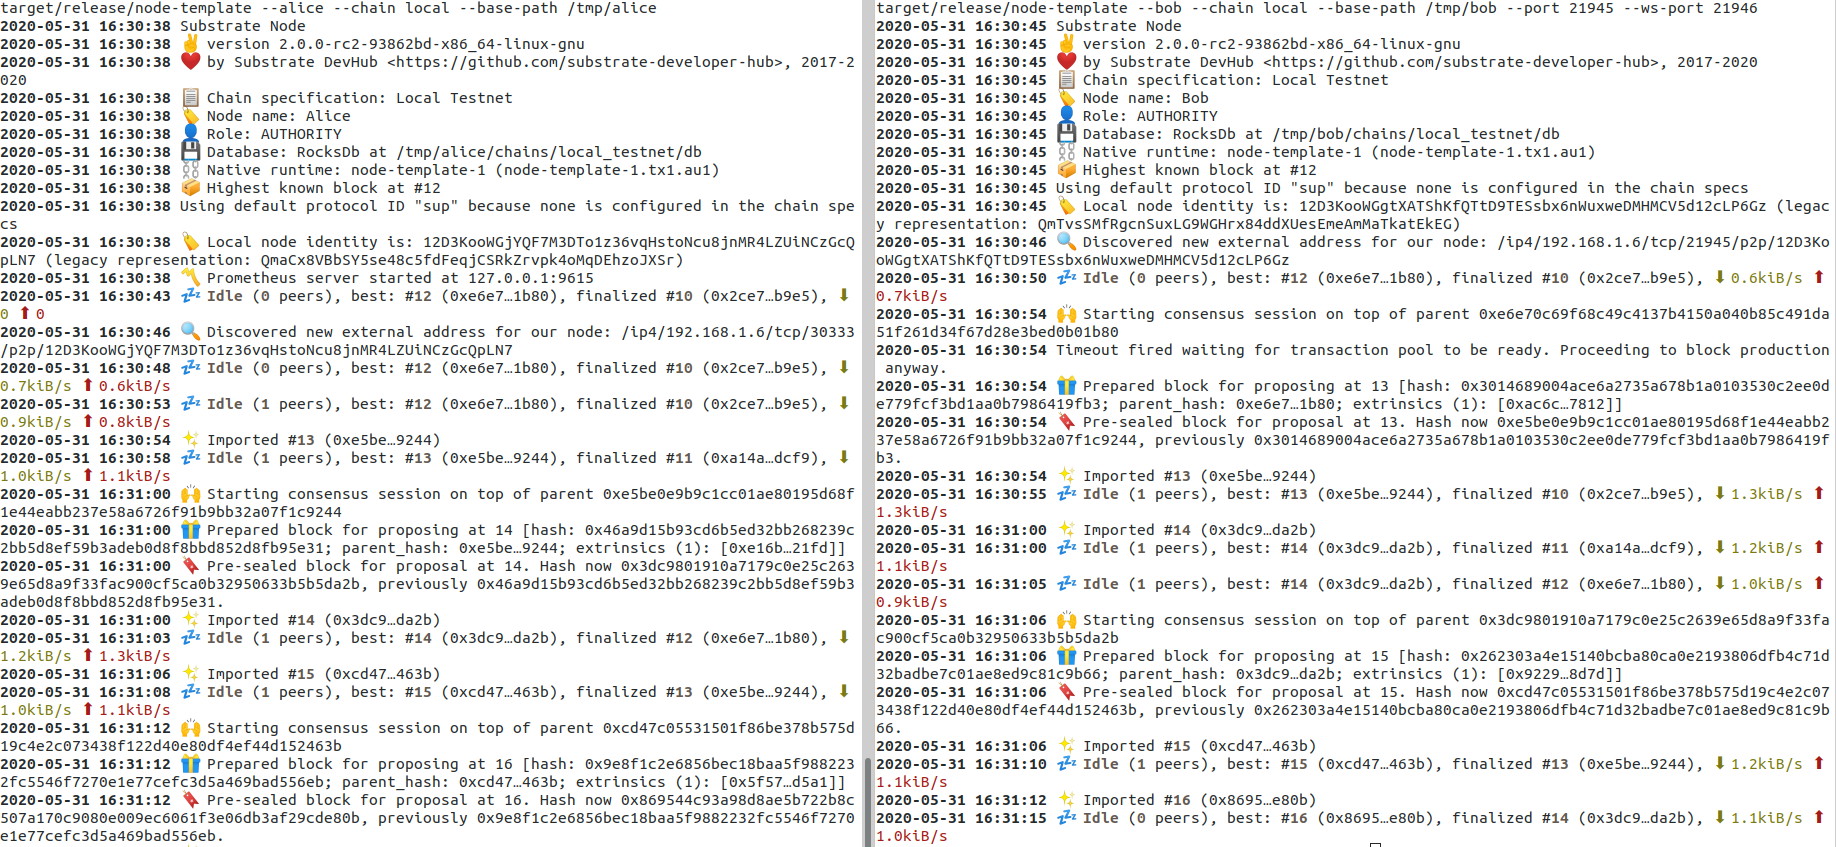 target/release/node-template --alice --chain local --base-path /tmp/alice
2020-05-31 16:30:38 Substrate Node
2020-05-31 16:30:38 ✌️ version 2.0.0-rc2-93862bd-x86_64-linux-gnu
2020-05-31 16:30:38 ❤️ by Substrate DevHub <https://github.com/substrate-developer-hub>, 2017-2
020
2020-05-31 16:30:38 📋 Chain specification: Local Testnet
2020-05-31 16:30:38 🏷 Node name: Alice
2020-05-31 16:30:38 👤 Role: AUTHORITY
2020-05-31 16:30:38 💾 Database: RocksDb at /tmp/alice/chains/local_testnet/db
2020-05-31 16:30:38 ⛓ Native runtime: node-template-1 (node-template-1.tx1.au1)
2020-05-31 16:30:38 📦 Highest known block at #12
2020-05-31 16:30:38 Using default protocol ID "sup" because none is configured in the chain spe
cs
2020-05-31 16:30:38 🏷 Local node identity is: 12D3KooWGjYQF7M3DTo1z36vqHstoNcu8jnMR4LZUiNCzGcQ
pLN7 (legacy representation: QmaCx8VBbSY5se48c5fdFeqjCSRkZrvpk4oMqDEhzoJXSr)
2020-05-31 16:30:38 〽️ Prometheus server started at 127.0.0.1:9615
2020-05-31 16:30:43 💤 Idle (0 peers), best: #12 (0xe6e7…1b80), finalized #10 (0x2ce7…b9e5), ⬇
0 ⬆ 0
2020-05-31 16:30:46 🔍 Discovered new external address for our node: /ip4/192.168.1.6/tcp/30333
/p2p/12D3KooWGjYQF7M3DTo1z36vqHstoNcu8jnMR4LZUiNCzGcQpLN7
2020-05-31 16:30:48 💤 Idle (0 peers), best: #12 (0xe6e7…1b80), finalized #10 (0x2ce7…b9e5), ⬇
0.7kiB/s ⬆ 0.6kiB/s
2020-05-31 16:30:53 💤 Idle (1 peers), best: #12 (0xe6e7…1b80), finalized #10 (0x2ce7…b9e5), ⬇
0.9kiB/s ⬆ 0.8kiB/s
2020-05-31 16:30:54 ✨ Imported #13 (0xe5be…9244)
2020-05-31 16:30:58 💤 Idle (1 peers), best: #13 (0xe5be…9244), finalized #11 (0xa14a…dcf9), ⬇
1.0kiB/s ⬆ 1.1kiB/s
2020-05-31 16:31:00 🙌 Starting consensus session on top of parent 0xe5be0e9b9c1cc01ae80195d68f
1e44eabb237e58a6726f91b9bb32a07f1c9244
2020-05-31 16:31:00 🎁 Prepared block for proposing at 14 [hash: 0x46a9d15b93cd6b5ed32bb268239c
2bb5d8ef59b3adeb0d8f8bbd852d8fb95e31; parent_hash: 0xe5be…9244; extrinsics (1): [0xe16b…21fd]]
2020-05-31 16:31:00 🔖 Pre-sealed block for proposal at 14. Hash now 0x3dc9801910a7179c0e25c263
9e65d8a9f33fac900cf5ca0b32950633b5b5da2b, previously 0x46a9d15b93cd6b5ed32bb268239c2bb5d8ef59b3
adeb0d8f8bbd852d8fb95e31.
2020-05-31 16:31:00 ✨ Imported #14 (0x3dc9…da2b)
2020-05-31 16:31:03 💤 Idle (1 peers), best: #14 (0x3dc9…da2b), finalized #12 (0xe6e7…1b80), ⬇
1.2kiB/s ⬆ 1.3kiB/s
2020-05-31 16:31:06 ✨ Imported #15 (0xcd47…463b)
2020-05-31 16:31:08 💤 Idle (1 peers), best: #15 (0xcd47…463b), finalized #13 (0xe5be…9244), ⬇
1.0kiB/s ⬆ 1.1kiB/s
2020-05-31 16:31:12 🙌 Starting consensus session on top of parent 0xcd47c05531501f86be378b575d
19c4e2c073438f122d40e80df4ef44d152463b
2020-05-31 16:31:12 🎁 Prepared block for proposing at 16 [hash: 0x9e8f1c2e6856bec18baa5f988223
2fc5546f7270e1e77cefc3d5a469bad556eb; parent_hash: 0xcd47…463b; extrinsics (1): [0x5f57…d5a1]]
2020-05-31 16:31:12 🔖 Pre-sealed block for proposal at 16. Hash now 0x869544c93a98d8ae5b722b8c
507a170c9080e009ec6061f3e06db3af29cde80b, previously 0x9e8f1c2e6856bec18baa5f9882232fc5546f7270
e1e77cefc3d5a469bad556eb.
target/release/node-template --bob --chain local --base-path /tmp/bob --port 21945 --ws-port 21946
2020-05-31 16:30:45 Substrate Node
2020-05-31 16:30:45 ✌️ version 2.0.0-rc2-93862bd-x86_64-linux-gnu
2020-05-31 16:30:45 ❤️ by Substrate DevHub <https://github.com/substrate-developer-hub>, 2017-2020
2020-05-31 16:30:45 📋 Chain specification: Local Testnet
2020-05-31 16:30:45 🏷 Node name: Bob
2020-05-31 16:30:45 👤 Role: AUTHORITY
2020-05-31 16:30:45 💾 Database: RocksDb at /tmp/bob/chains/local_testnet/db
2020-05-31 16:30:45 ⛓ Native runtime: node-template-1 (node-template-1.tx1.au1)
2020-05-31 16:30:45 📦 Highest known block at #12
2020-05-31 16:30:45 Using default protocol ID "sup" because none is configured in the chain specs
2020-05-31 16:30:45 🏷 Local node identity is: 12D3KooWGgtXATShKfQTtD9TESsbx6nWuxweDMHMCV5d12cLP6Gz (legac
y representation: QmTvsSMfRgcnSuxLG9WGHrx84ddXUesEmeAmMaTkatEkEG)
2020-05-31 16:30:46 🔍 Discovered new external address for our node: /ip4/192.168.1.6/tcp/21945/p2p/12D3Ko
oWGgtXATShKfQTtD9TESsbx6nWuxweDMHMCV5d12cLP6Gz
2020-05-31 16:30:50 💤 Idle (0 peers), best: #12 (0xe6e7…1b80), finalized #10 (0x2ce7…b9e5), ⬇ 0.6kiB/s ⬆
0.7kiB/s
2020-05-31 16:30:54 🙌 Starting consensus session on top of parent 0xe6e70c69f68c49c4137b4150a040b85c491da
51f261d34f67d28e3bed0b01b80
2020-05-31 16:30:54 Timeout fired waiting for transaction pool to be ready. Proceeding to block production
anyway.
2020-05-31 16:30:54 🎁 Prepared block for proposing at 13 [hash: 0x3014689004ace6a2735a678b1a0103530c2ee0d
e779fcf3bd1aa0b7986419fb3; parent_hash: 0xe6e7…1b80; extrinsics (1): [0xac6c…7812]]
2020-05-31 16:30:54 🔖 Pre-sealed block for proposal at 13. Hash now 0xe5be0e9b9c1cc01ae80195d68f1e44eabb2
37e58a6726f91b9bb32a07f1c9244, previously 0x3014689004ace6a2735a678b1a0103530c2ee0de779fcf3bd1aa0b7986419f
b3.
2020-05-31 16:30:54 ✨ Imported #13 (0xe5be…9244)
2020-05-31 16:30:55 💤 Idle (1 peers), best: #13 (0xe5be…9244), finalized #10 (0x2ce7…b9e5), ⬇ 1.3kiB/s ⬆
1.3kiB/s
2020-05-31 16:31:00 ✨ Imported #14 (0x3dc9…da2b)
2020-05-31 16:31:00 💤 Idle (1 peers), best: #14 (0x3dc9…da2b), finalized #11 (0xa14a…dcf9), ⬇ 1.2kiB/s ⬆
1.1kiB/s
2020-05-31 16:31:05 💤 Idle (1 peers), best: #14 (0x3dc9…da2b), finalized #12 (0xe6e7…1b80), ⬇ 1.0kiB/s ⬆
0.9kiB/s
2020-05-31 16:31:06 🙌 Starting consensus session on top of parent 0x3dc9801910a7179c0e25c2639e65d8a9f33fa
c900cf5ca0b32950633b5b5da2b
2020-05-31 16:31:06 🎁 Prepared block for proposing at 15 [hash: 0x262303a4e15140bcba80ca0e2193806dfb4c71d
32badbe7c01ae8ed9c81c9b66; parent_hash: 0x3dc9…da2b; extrinsics (1): [0x9229…8d7d]]
2020-05-31 16:31:06 🔖 Pre-sealed block for proposal at 15. Hash now 0xcd47c05531501f86be378b575d19c4e2c07
3438f122d40e80df4ef44d152463b, previously 0x262303a4e15140bcba80ca0e2193806dfb4c71d32badbe7c01ae8ed9c81c9b
66.
2020-05-31 16:31:06 ✨ Imported #15 (0xcd47…463b)
2020-05-31 16:31:10 💤 Idle (1 peers), best: #15 (0xcd47…463b), finalized #13 (0xe5be…9244), ⬇ 1.2kiB/s ⬆
1.1kiB/s
2020-05-31 16:31:12 ✨ Imported #16 (0x8695…e80b)
2020-05-31 16:31:15 💤 Idle (0 peers), best: #16 (0x8695…e80b), finalized #14 (0x3dc9…da2b), ⬇ 1.1kiB/s ⬆
1.0kiB/s